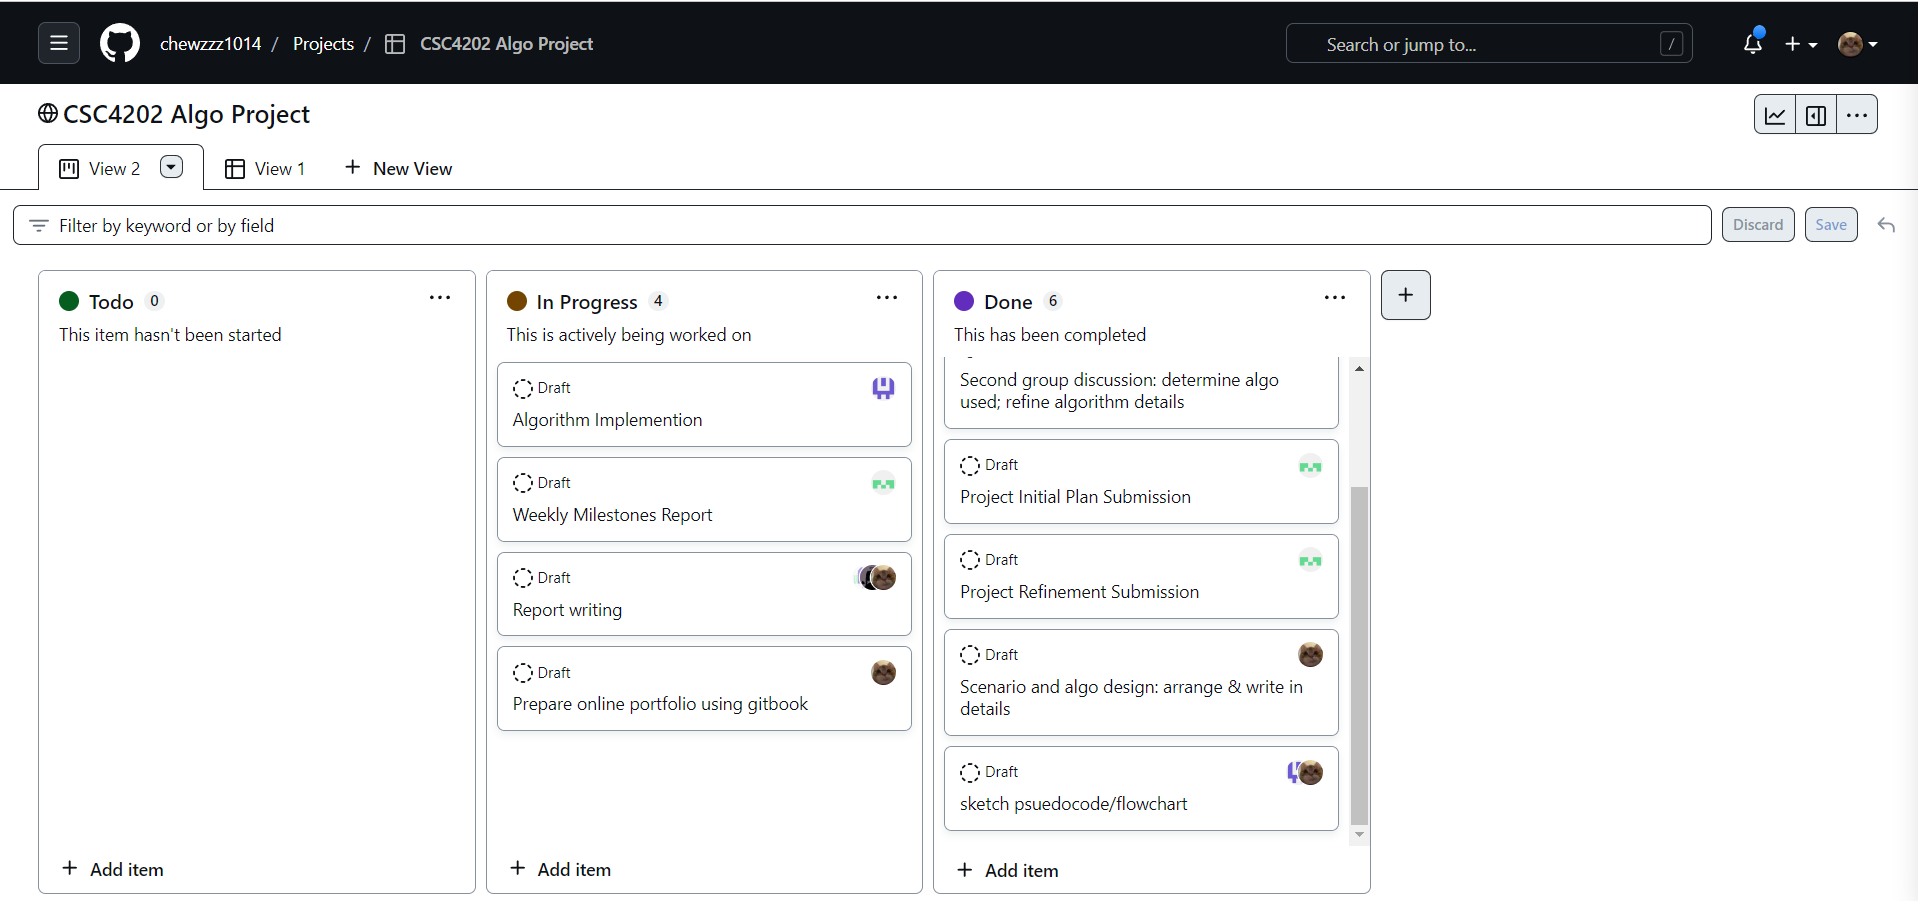 chewzzz1014 / Projects / CSC4202 Algo Project
Search or jump to... /
CSC4202 Algo Project
View 2
View 1
New View
Filter by keyword or by field
Discard
Save
Todo 0
This item hasn't been started
Add item
In Progress 4
This is actively being worked on
Draft
Algorithm Implemention
Draft
Weekly Milestones Report
Draft
Report writing
Draft
Prepare online portfolio using gitbook
Add item
Done 6
This has been completed
Second group discussion: determine algo
used; refine algorithm details
Draft
Project Initial Plan Submission
Draft
Project Refinement Submission
Draft
Scenario and algo design: arrange & write in
details
Draft
sketch psuedocode/flowchart
Add item